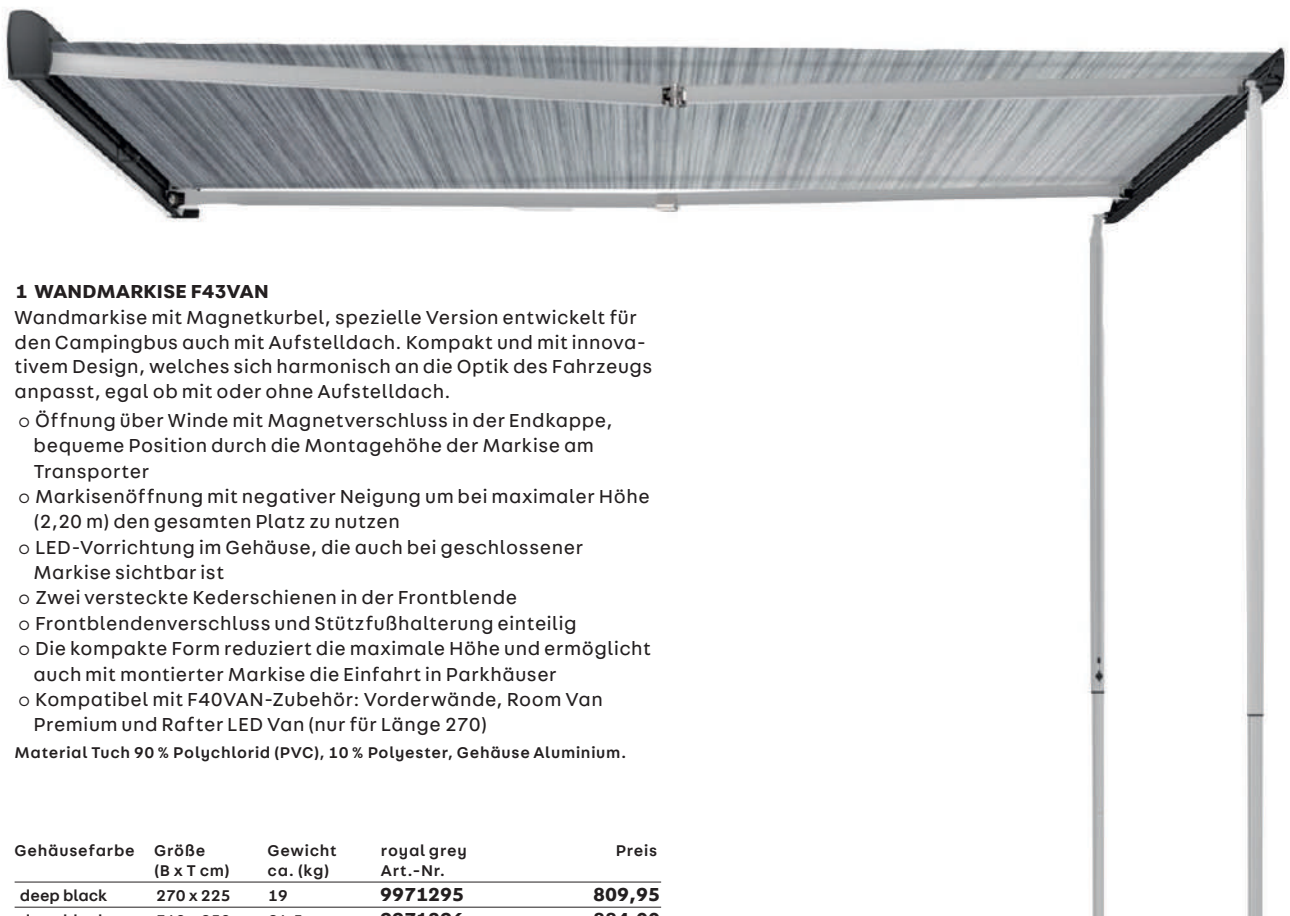 1 WANDMARKISE F43VAN
Wandmarkise mit Magnetkurbel, spezielle Version entwickelt für
den Campingbus auch mit Aufstelldach. Kompakt und mit innova-
tivem Design, welches sich harmonisch an die Optik des Fahrzeugs
anpasst, egal ob mit oder ohne Aufstelldach.
o Öffnung über Winde mit Magnetverschluss in der Endkappe,
bequeme Position durch die Montagehöhe der Markise am
Transporter
o Markisenöffnung mit negativer Neigung um bei maximaler Höhe
(2,20 m) den gesamten Platz zu nutzen
o LED-Vorrichtung im Gehäuse, die auch bei geschlossener
Markise sichtbar ist
o Zwei versteckte Kederschienen in der Frontblende
o Frontblendenverschluss und Stützfußhalterung einteilig
o Die kompakte Form reduziert die maximale Höhe und ermöglicht
auch mit montierter Markise die Einfahrt in Parkhäuser
o Kompatibel mit F40VAN-Zubehör: Vorderwände, Room Van
Premium und Rafter LED Van (nur für Länge 270)
Material Tuch 90 % Polychlorid (PVC), 10 % Polyester, Gehäuse Aluminium.
Gehäusefarbe Größe Gewicht royal grey Preis
(B x T cm) ca. (kg) Art.-Nr.
deep black 270 x 225 19 9971295 809,95